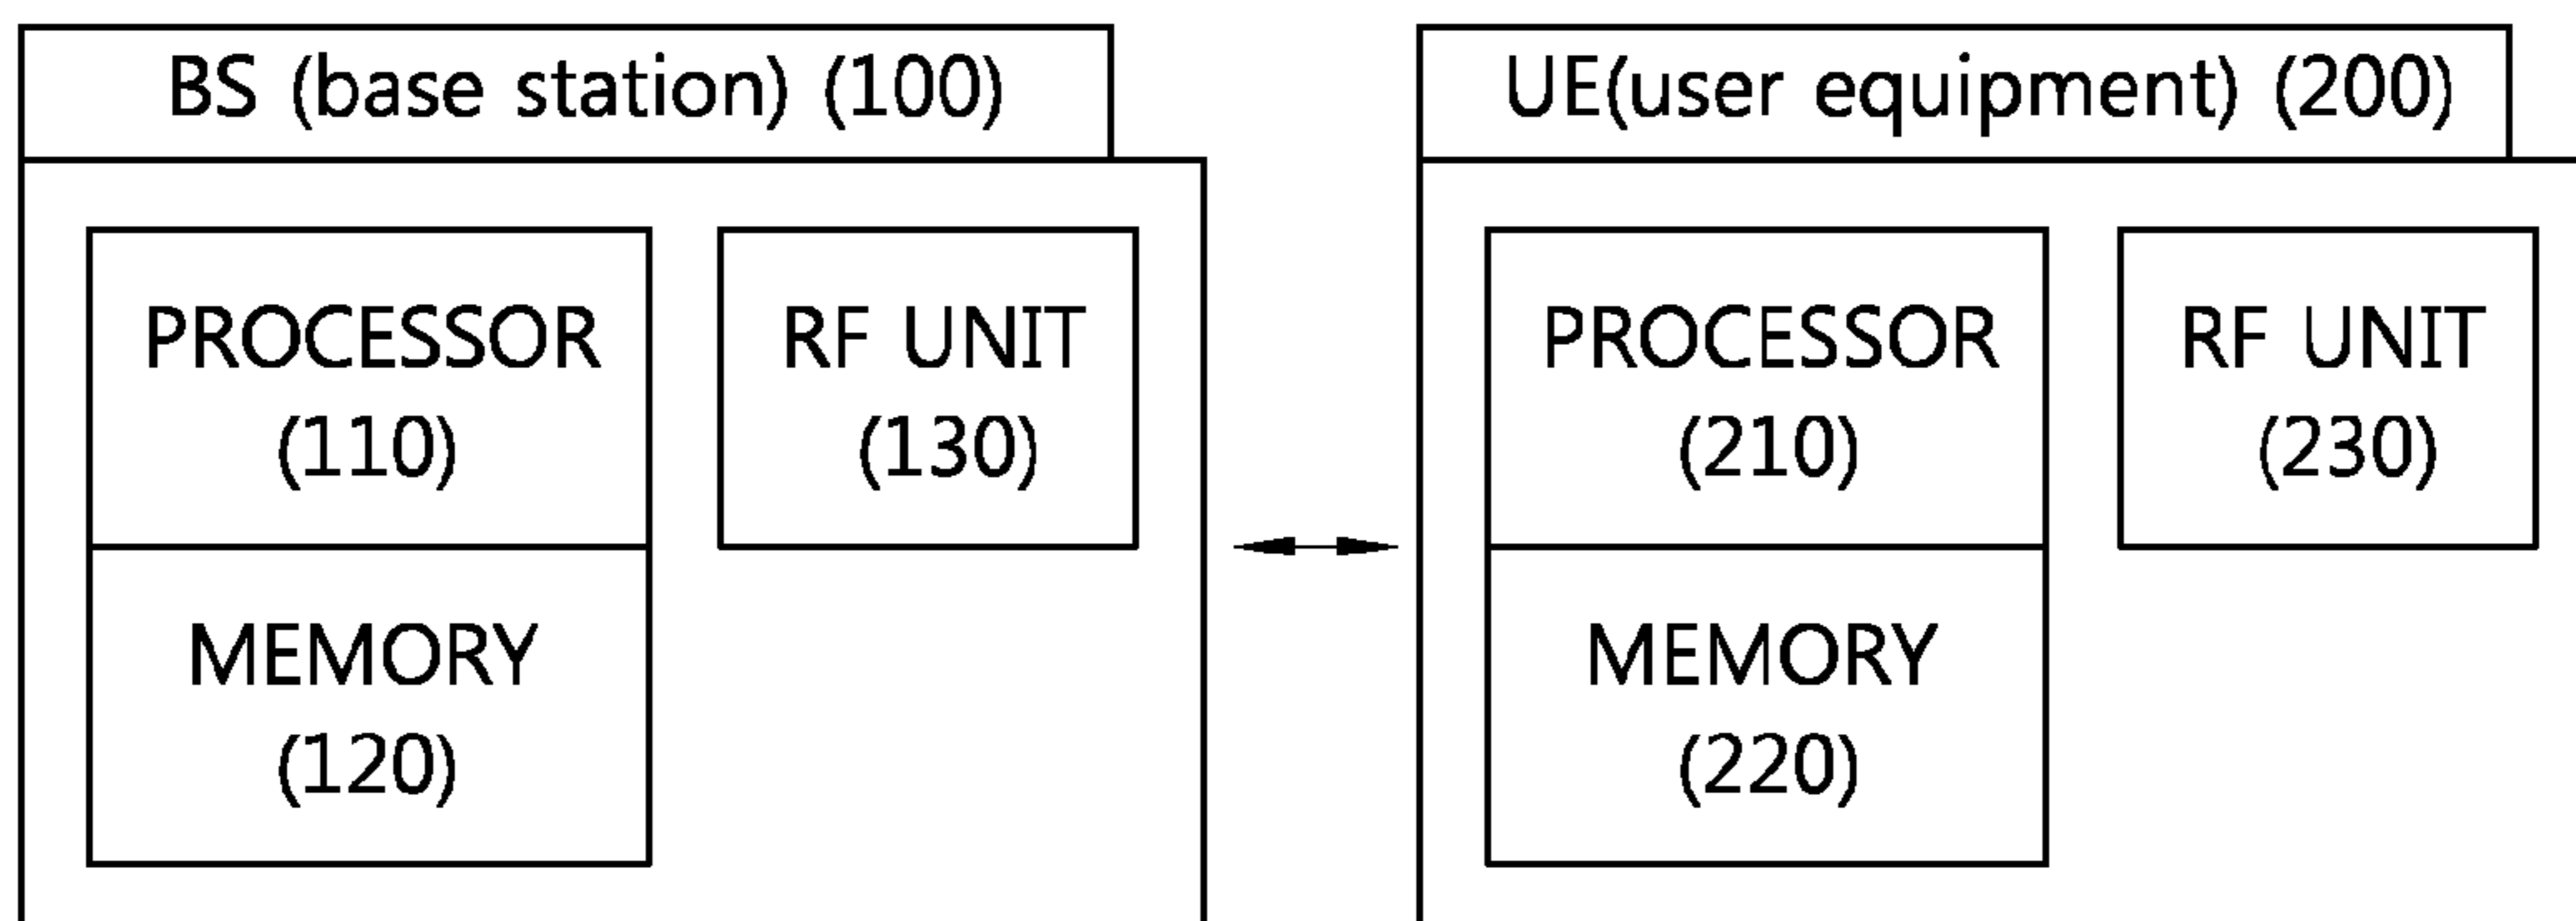 BS (base station) (100)
PROCESSOR
(110)
RF UNIT
(130)
MEMORY
(120)
UE(user equipment) (200)
PROCESSOR
(210)
RF UNIT
(230)
MEMORY
(220)